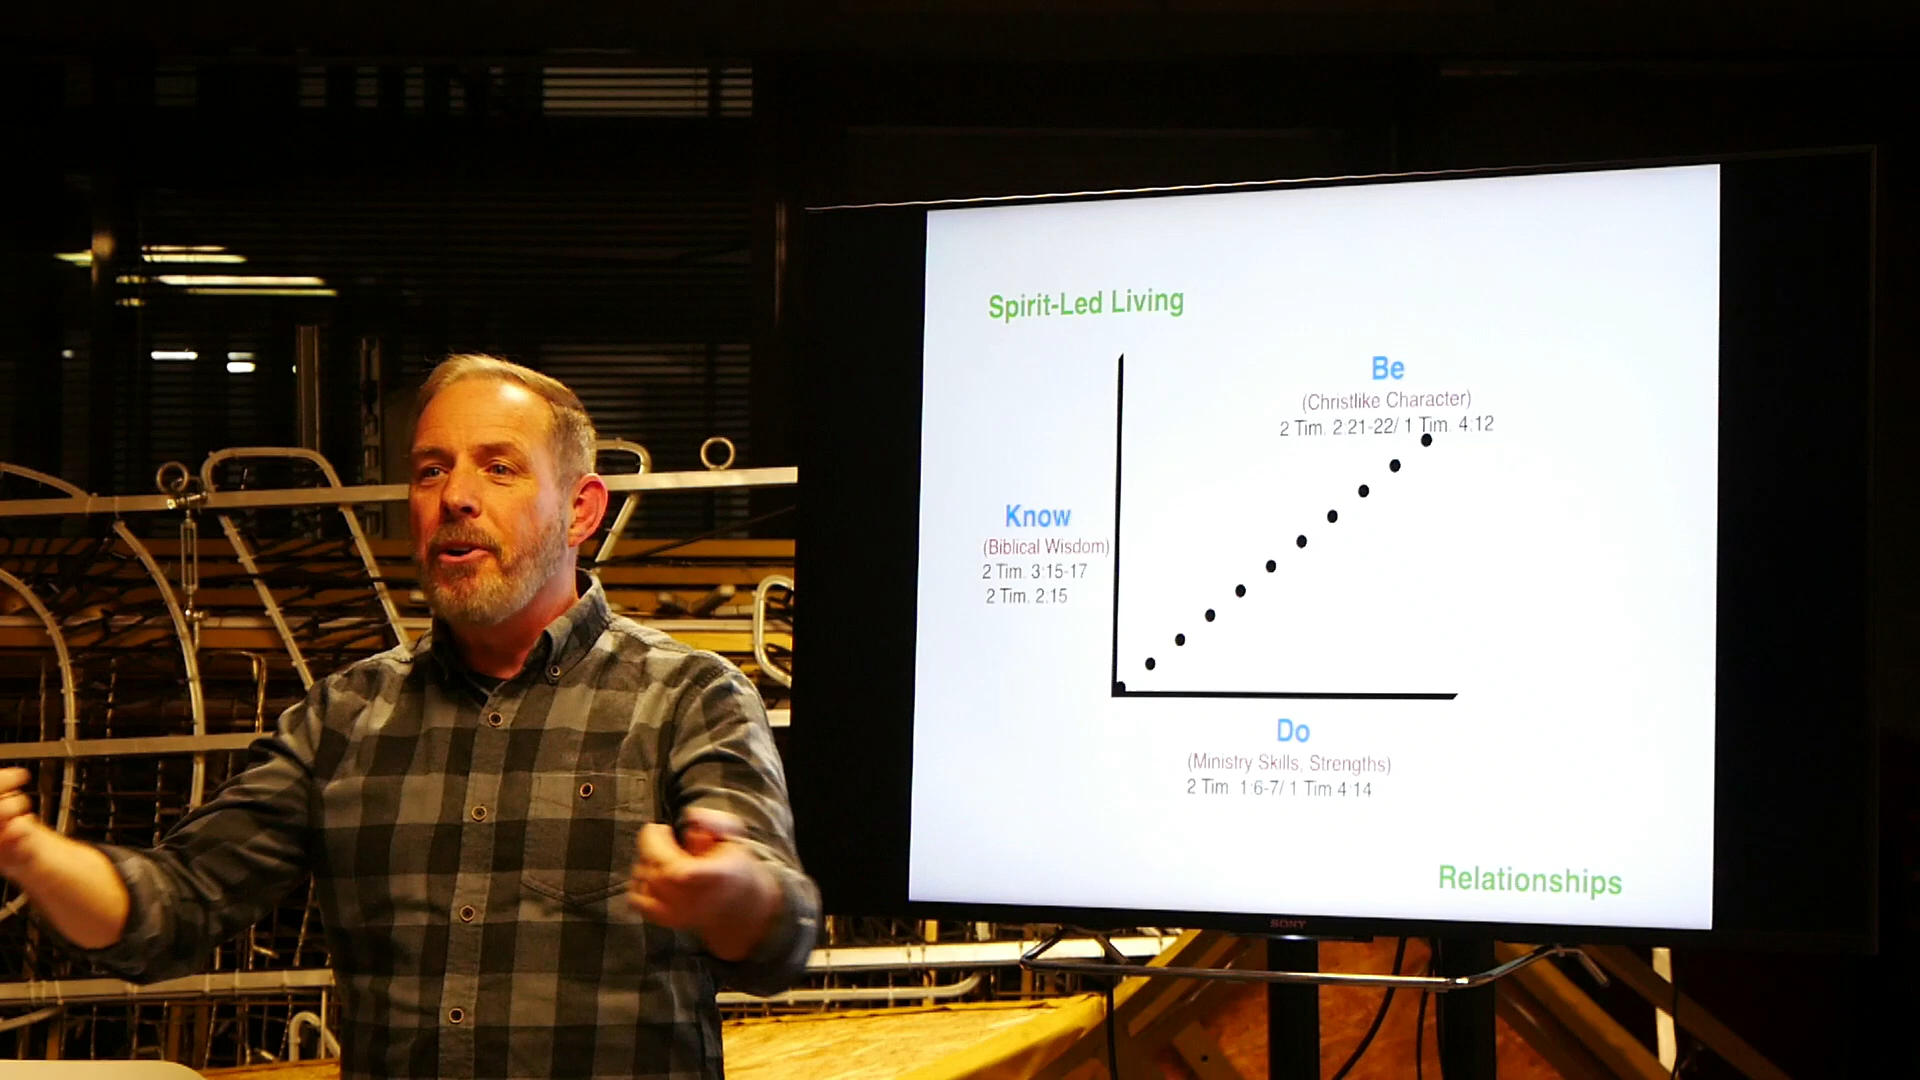 Spirit-Led Living
Be
(Christlike Character)
2 Tim. 2:21-22/ 1 Tim. 4:12
Know
(Biblical Wisdom)
2 Tim. 3:15-17
2 Tim. 2:15
Do
(Ministry Skills, Strengths)
2 Tim. 1:6-7/ 1 Tim 4:14
Relationships
SONY